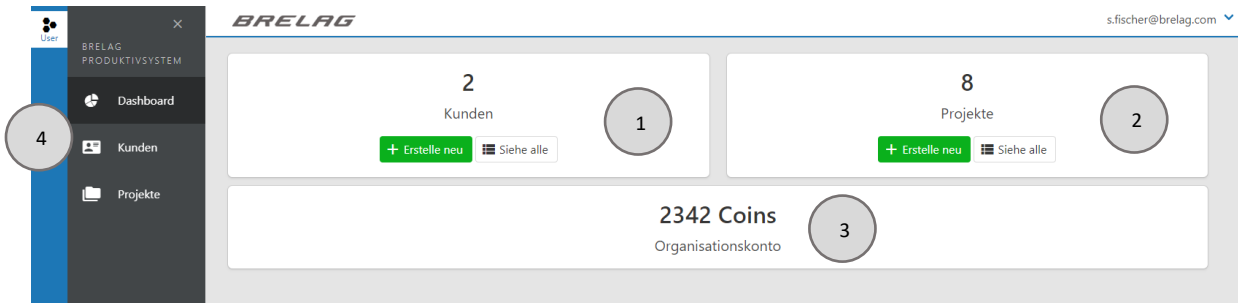 User
×
BRELAG
PRODUKTIVSYSTEM
Dashboard
Kunden
Projekte
4
BRELAG
s.fischer@brelag.com
2
Kunden
+ Erstelle neu Siehe alle
1
8
Projekte
+ Erstelle neu Siehe alle
2
2342 Coins
Organisationskonto
3